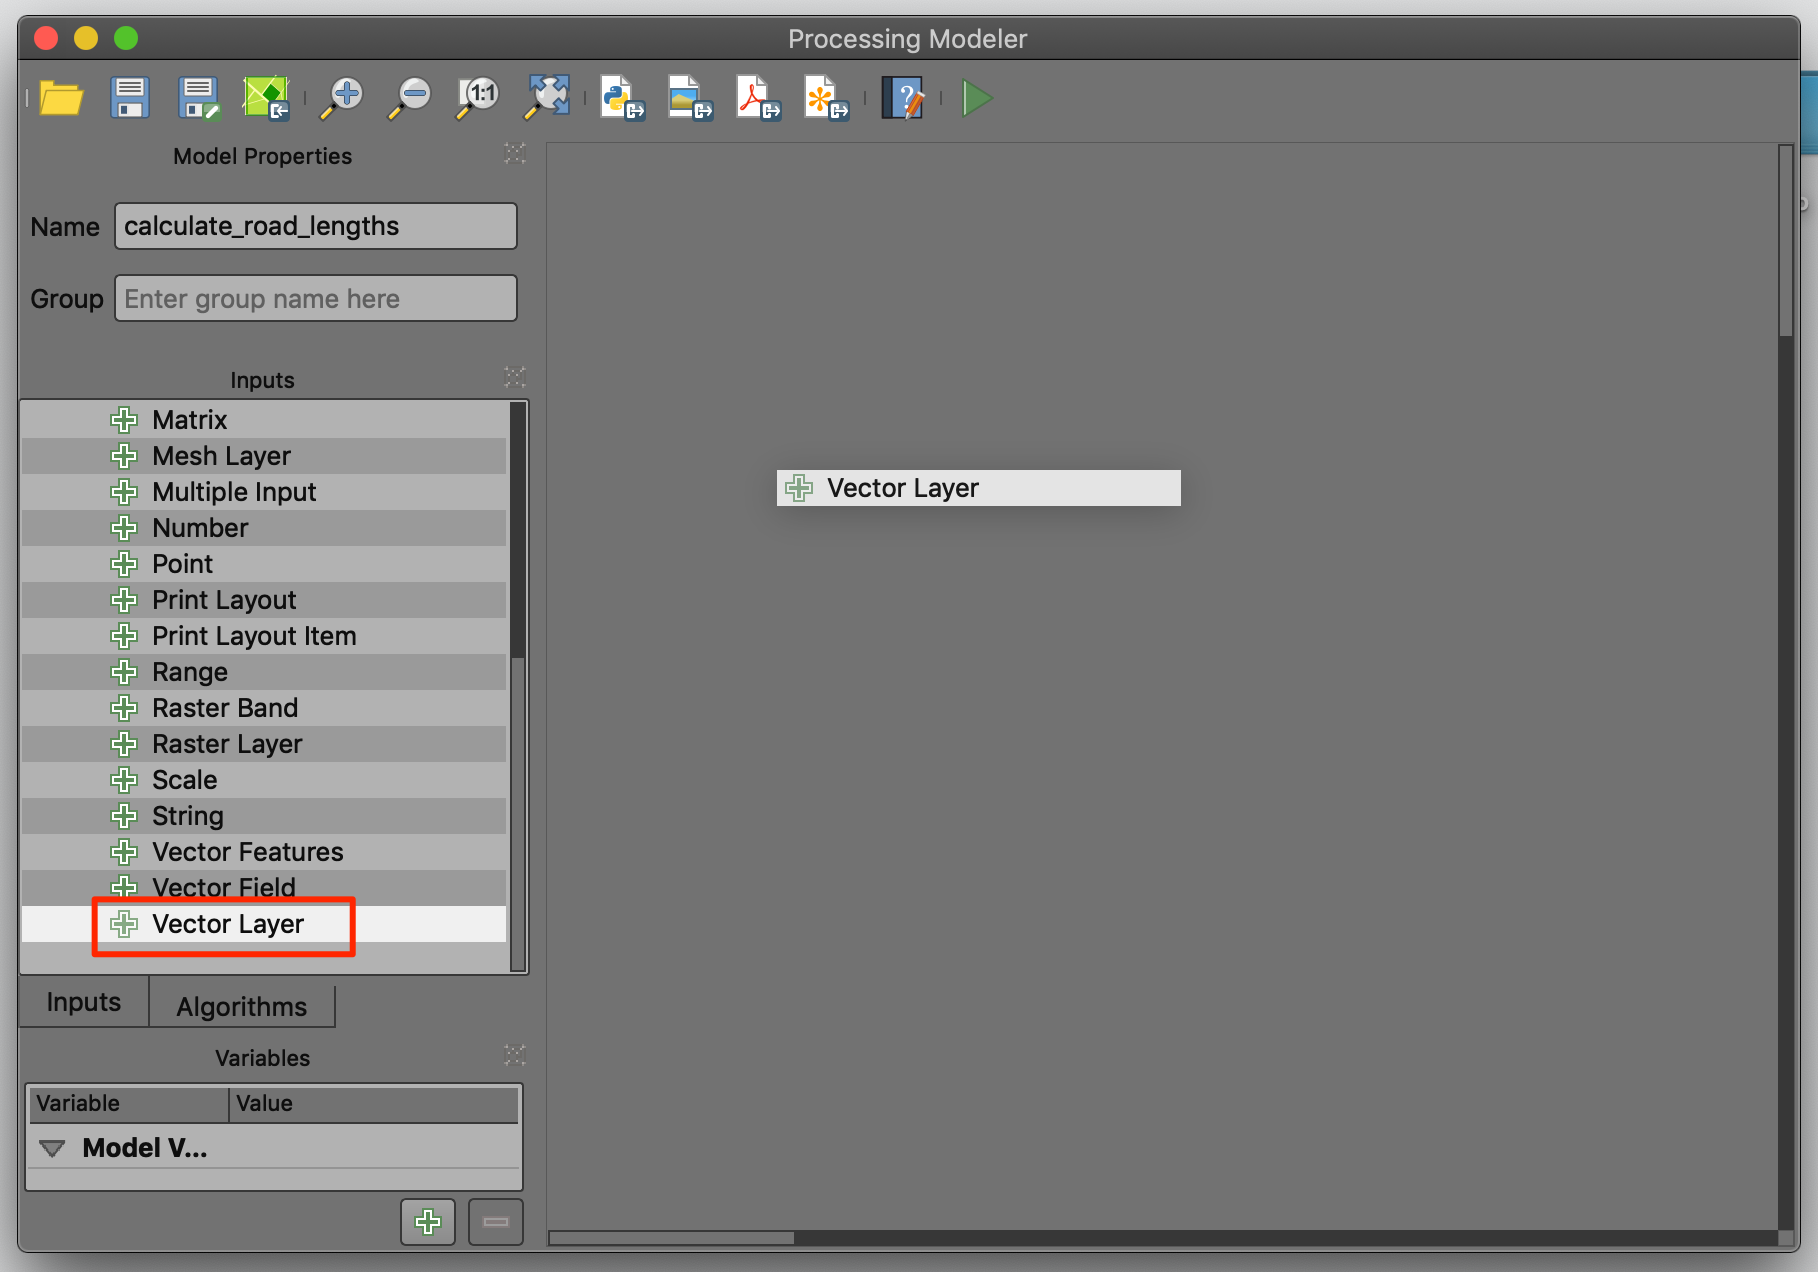 Processing Modeler
1:1
?
Model Properties
Name calculate_road_lengths
Group Enter group name here
Inputs
Matrix
Mesh Layer
Multiple Input
Number
Point
Print Layout
Print Layout Item
Range
Raster Band
Raster Layer
Scale
String
Vector Features
Vector Field
Vector Layer
Inputs Algorithms
Variables
Variable Value
Model V...
Vector Layer